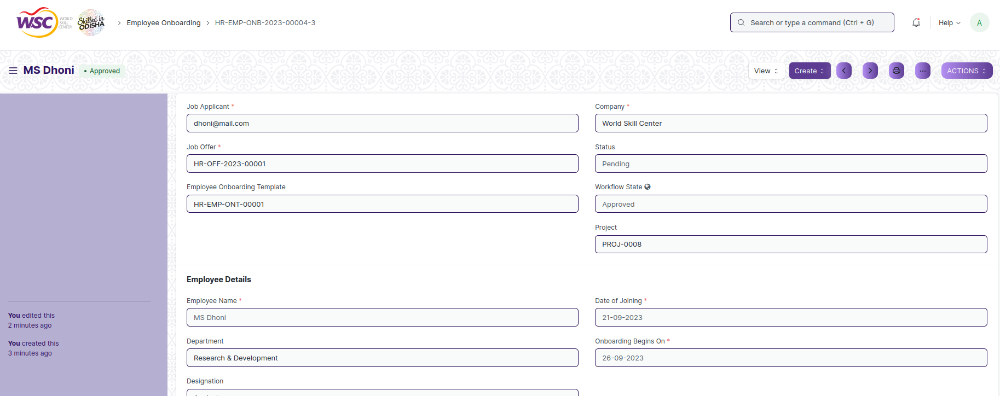 WSC WORLD SKILL CENTER Skilled in ODISHA > Employee Onboarding > HR-EMP-ONB-2023-00004-3
Search or type a command (Ctrl + G)
Help
A
MS Dhoni
Approved
View
Create
ACTIONS
Job Applicant *
dhoni@mail.com
Company *
World Skill Center
Job Offer *
HR-OFF-2023-00001
Status
Pending
Employee Onboarding Template
HR-EMP-ONT-00001
Workflow State
Approved
Project
PROJ-0008
Employee Details
Employee Name *
MS Dhoni
Date of Joining *
21-09-2023
Department
Research & Development
Onboarding Begins On *
26-09-2023
Designation
You edited this
2 minutes ago
You created this
3 minutes ago